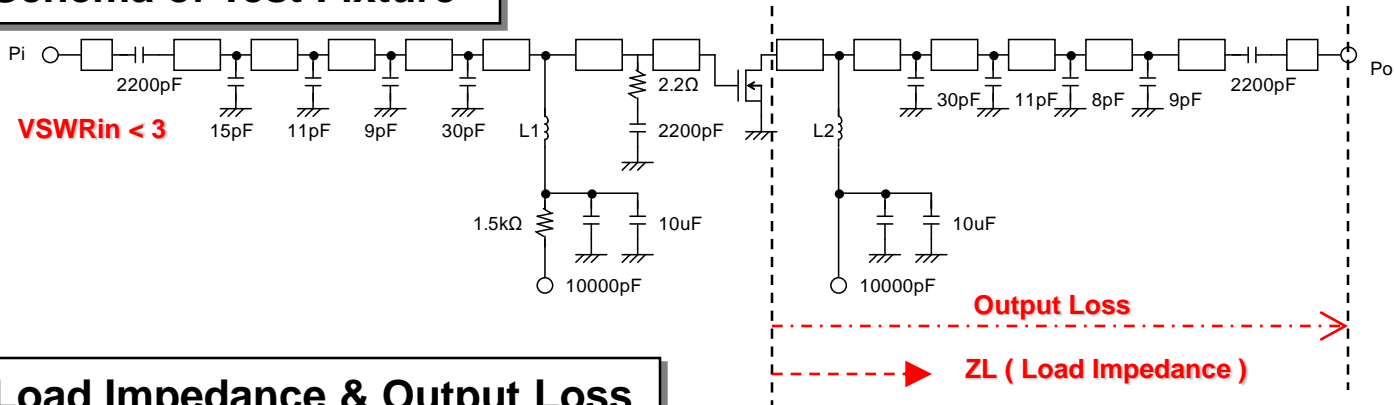 Schema of Test Fixture
Pi
2200pF
2.2Ω
2200pF
Po
VSWRin < 3
15pF
11pF
9pF
30pF
L1
2200pF
L2
30pF
11pF
8pF
9pF
1.5kΩ
10uF
10uF
10000pF
10000pF
Output Loss
ZL ( Load Impedance )
Load Impedance & Output Loss